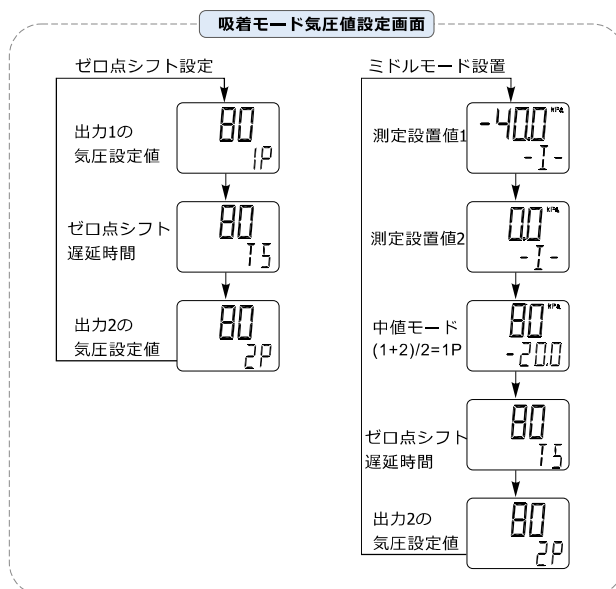 吸着モード気圧値設定画面
ゼロ点シフト設定
出力1の
気圧設定値
80
1P
ゼロ点シフト
遅延時間
80
TS
出力2の
気圧設定値
80
2P
ミドルモード設置
測定設置値1
-40.0 kPa
-I-
測定設置値2
0.0 kPa
-I-
中値モード
(1+2)/2=1P
80 kPa
-20.0
ゼロ点シフト
遅延時間
80
TS
出力2の
気圧設定値
80
2P